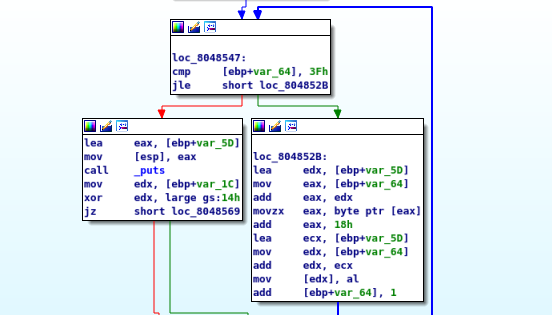 loc_8048547:
cmp [ebp+var_64], 3Fh
jle short loc_804852B
lea eax, [ebp+var_5D]
mov [esp], eax
call _puts
mov edx, [ebp+var_1C]
xor edx, large gs:14h
jz short loc_8048569
loc_804852B:
lea edx, [ebp+var_5D]
mov eax, [ebp+var_64]
add eax, edx
movzx eax, byte ptr [eax]
add eax, 18h
lea ecx, [ebp+var_5D]
mov edx, [ebp+var_64]
add edx, ecx
mov [edx], al
add [ebp+var_64], 1